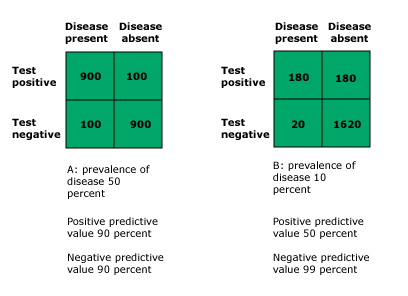 Disease Disease
present absent
Test
positive
900 100
Test
negative
100 900
A: prevalence of
disease 50
percent
Positive predictive
value 90 percent
Negative predictive
value 90 percent
Disease Disease
present absent
Test
positive
180 180
Test
negative
20 1620
B: prevalence of
disease 10
percent
Positive predictive
value 50 percent
Negative predictive
value 99 percent